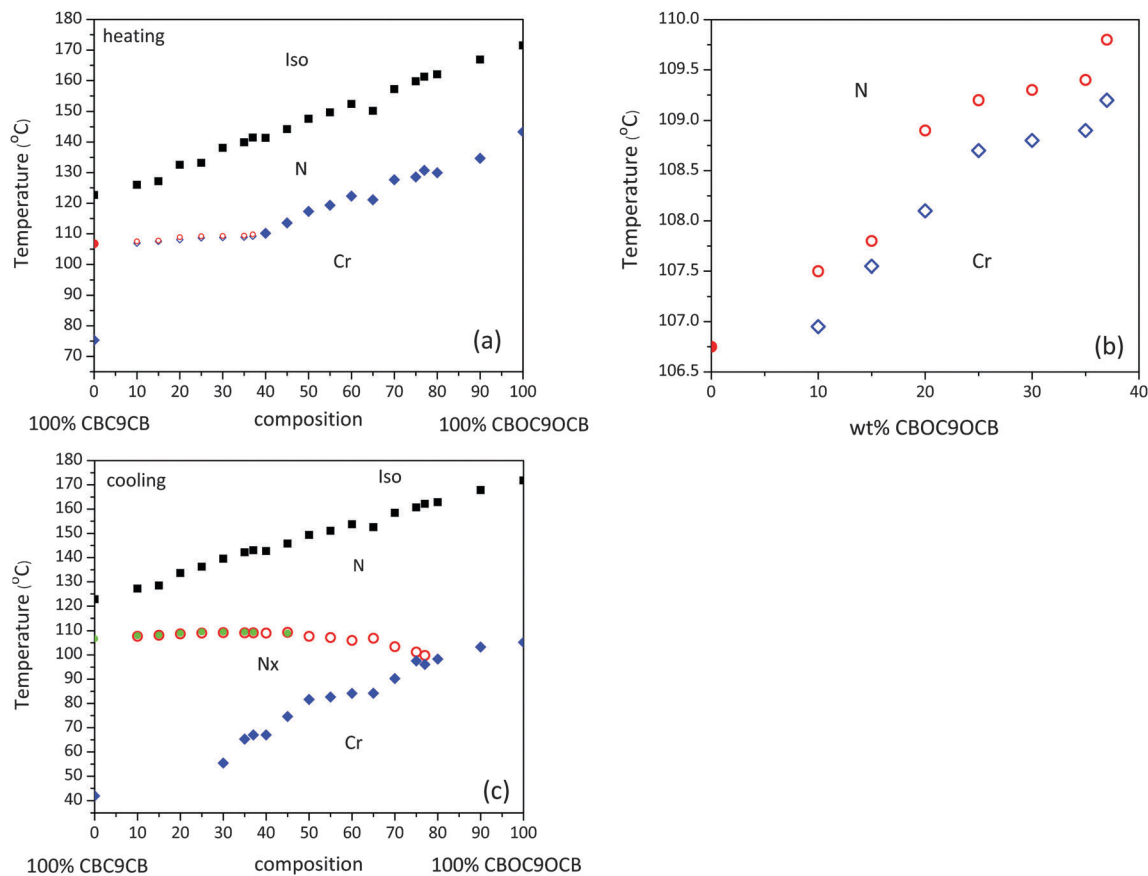 180
170
160
150
140
130
120
110
100
90
80
70
Temperature (°C)
heating
Iso
N
Cr
(a)
0 10 20 30 40 50 60 70 80 90 100
100% CBC9CB composition 100% CBOC9OCB
110.0
109.5
109.0
108.5
108.0
107.5
107.0
106.5
Temperature (°C)
N
Cr
(b)
0 10 20 30 40
wt% CBOC9OCB
180
170
160
150
140
130
120
110
100
90
80
70
60
50
40
Temperature (°C)
cooling
Iso
N
Nx
Cr
(c)
0 10 20 30 40 50 60 70 80 90 100
100% CBC9CB composition 100% CBOC9OCB